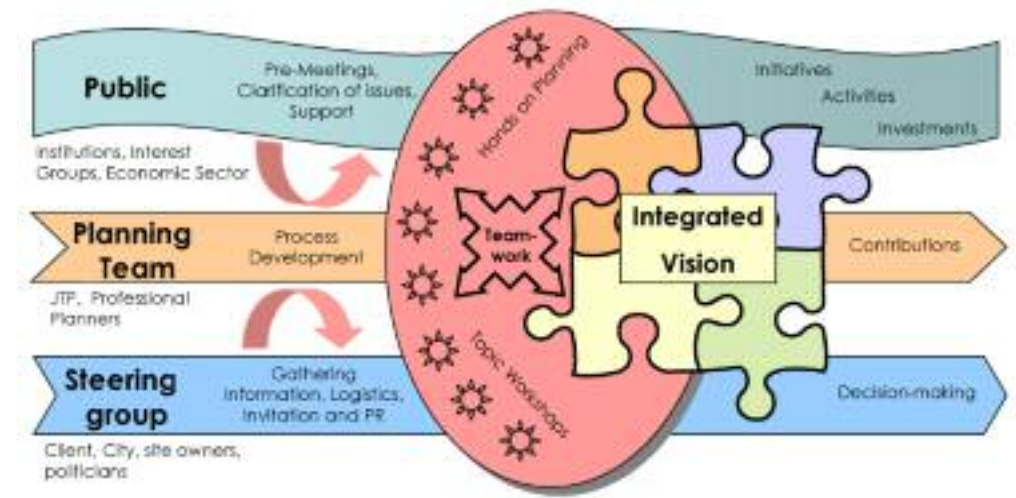 Public
Pre-Meetings,
Clarification of issues,
Support
Institutions, Interest
Groups, Economic Sector
Planning
Team
Process
Development
JTP, Professional
Planners
Steering
group
Gathering
Information, Logistics,
Invitation and PR
Client, City, site owners,
politicians
Hands on Planning
Team-
work
Topic Workshops
Integrated
Vision
Initiatives
Activities
Investments
Contributions
Decision-making